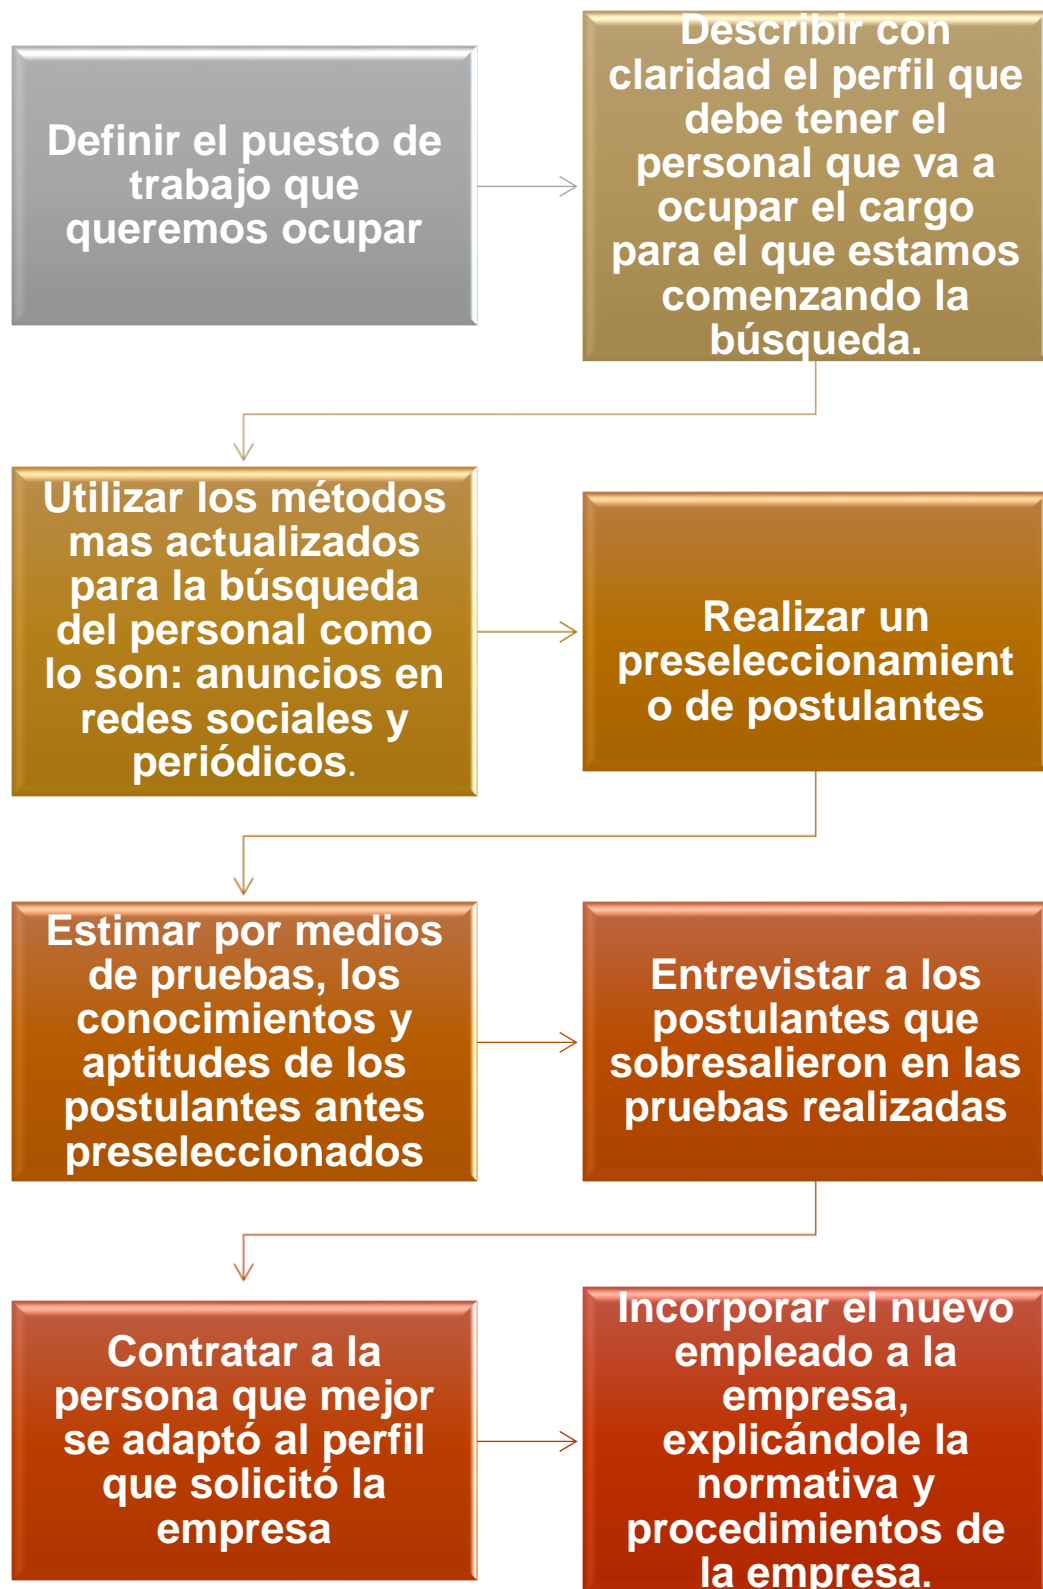 Definir el puesto de
trabajo que
queremos ocupar
Describir con
claridad el perfil que
debe tener el
personal que va a
ocupar el cargo
para el que estamos
comenzando la
búsqueda.
Utilizar los métodos
mas actualizados
para la búsqueda
del personal como
lo son: anuncios en
redes sociales y
periódicos.
Realizar un
preseleccionamient
o de postulantes
Estimar por medios
de pruebas, los
conocimientos y
aptitudes de los
postulantes antes
preseleccionados
Entrevistar a los
postulantes que
sobresalieron en las
pruebas realizadas
Contratar a la
persona que mejor
se adaptó al perfil
que solicitó la
empresa
Incorporar el nuevo
empleado a la
empresa,
explicándole la
normativa y
procedimientos de
la empresa.